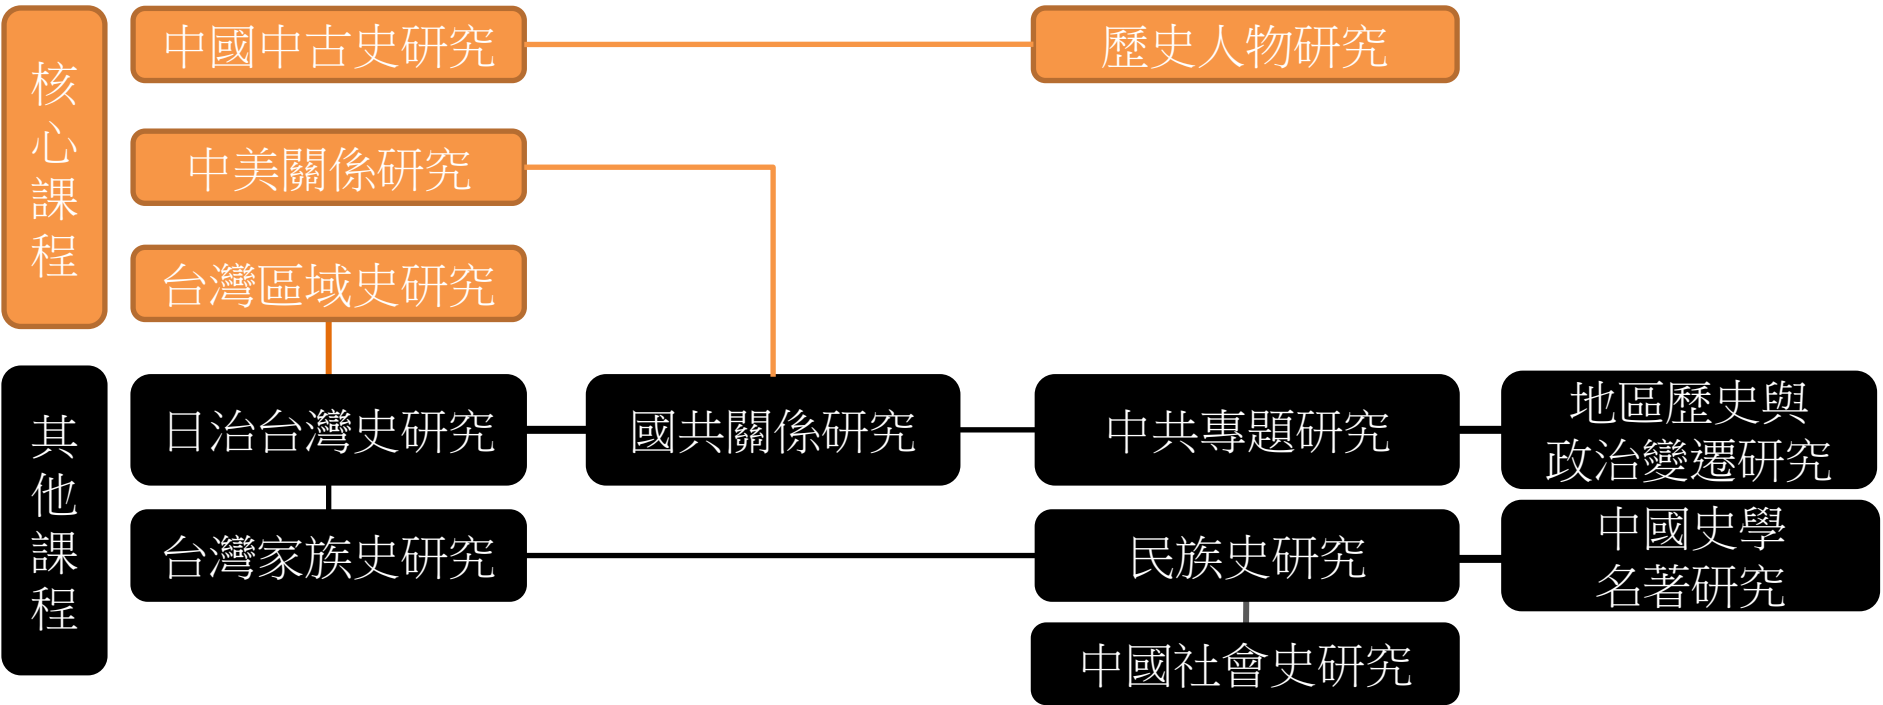 核心課程
中國中古史研究
歷史人物研究
中美關係研究
台灣區域史研究
其他課程
日治台灣史研究
國共關係研究
中共專題研究
地區歷史與
政治變遷研究
台灣家族史研究
民族史研究
中國史學
名著研究
中國社會史研究